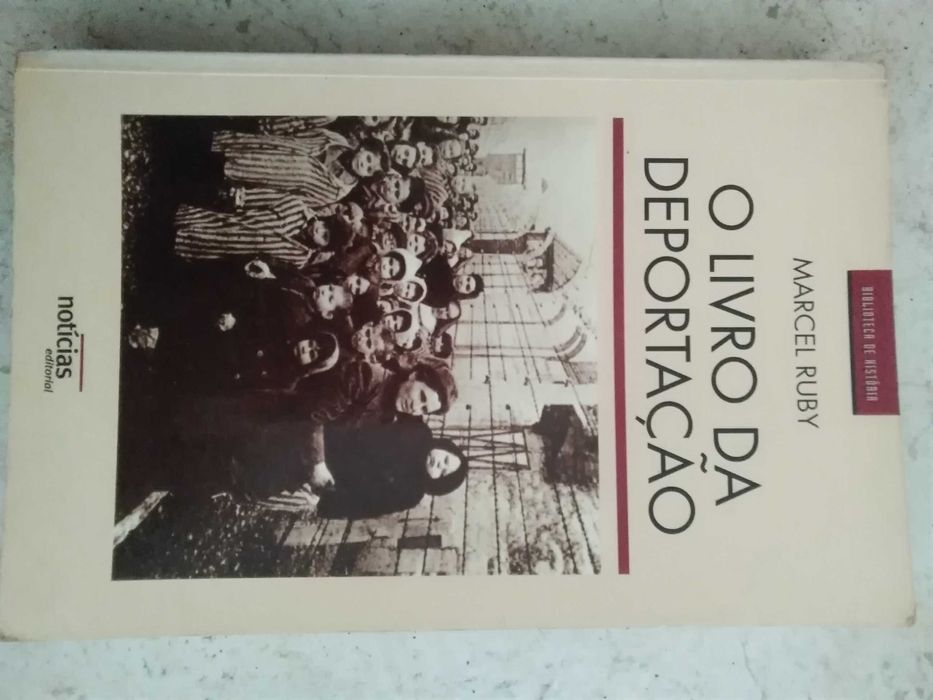 BIBLIOTECA DE HISTÓRIA
MARCEL RUBY
O LIVRO DA
DEPORTAÇÃO
notícias
editorial